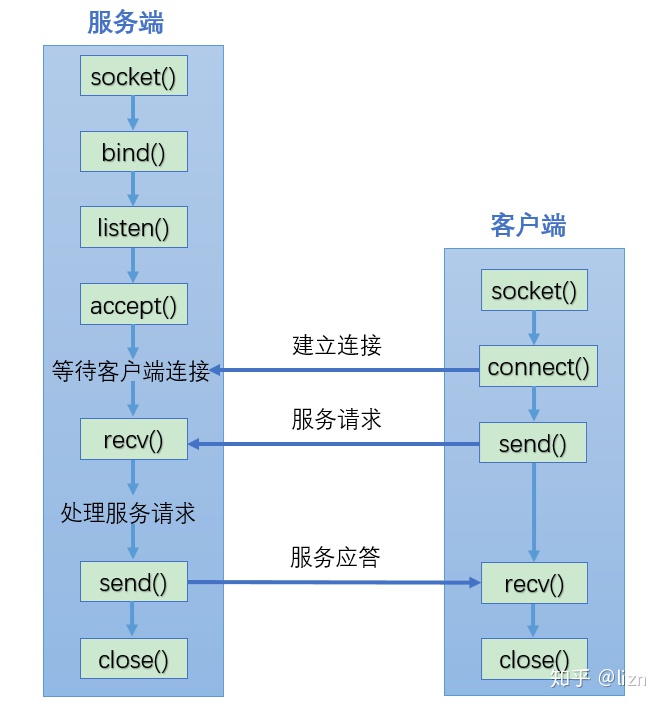 服务端
socket()
bind()
listen()
accept()
等待客户端连接
recv()
处理服务请求
send()
close()
建立连接
服务请求
服务应答
客户端
socket()
connect()
send()
recv()
close()
知乎 @lizn